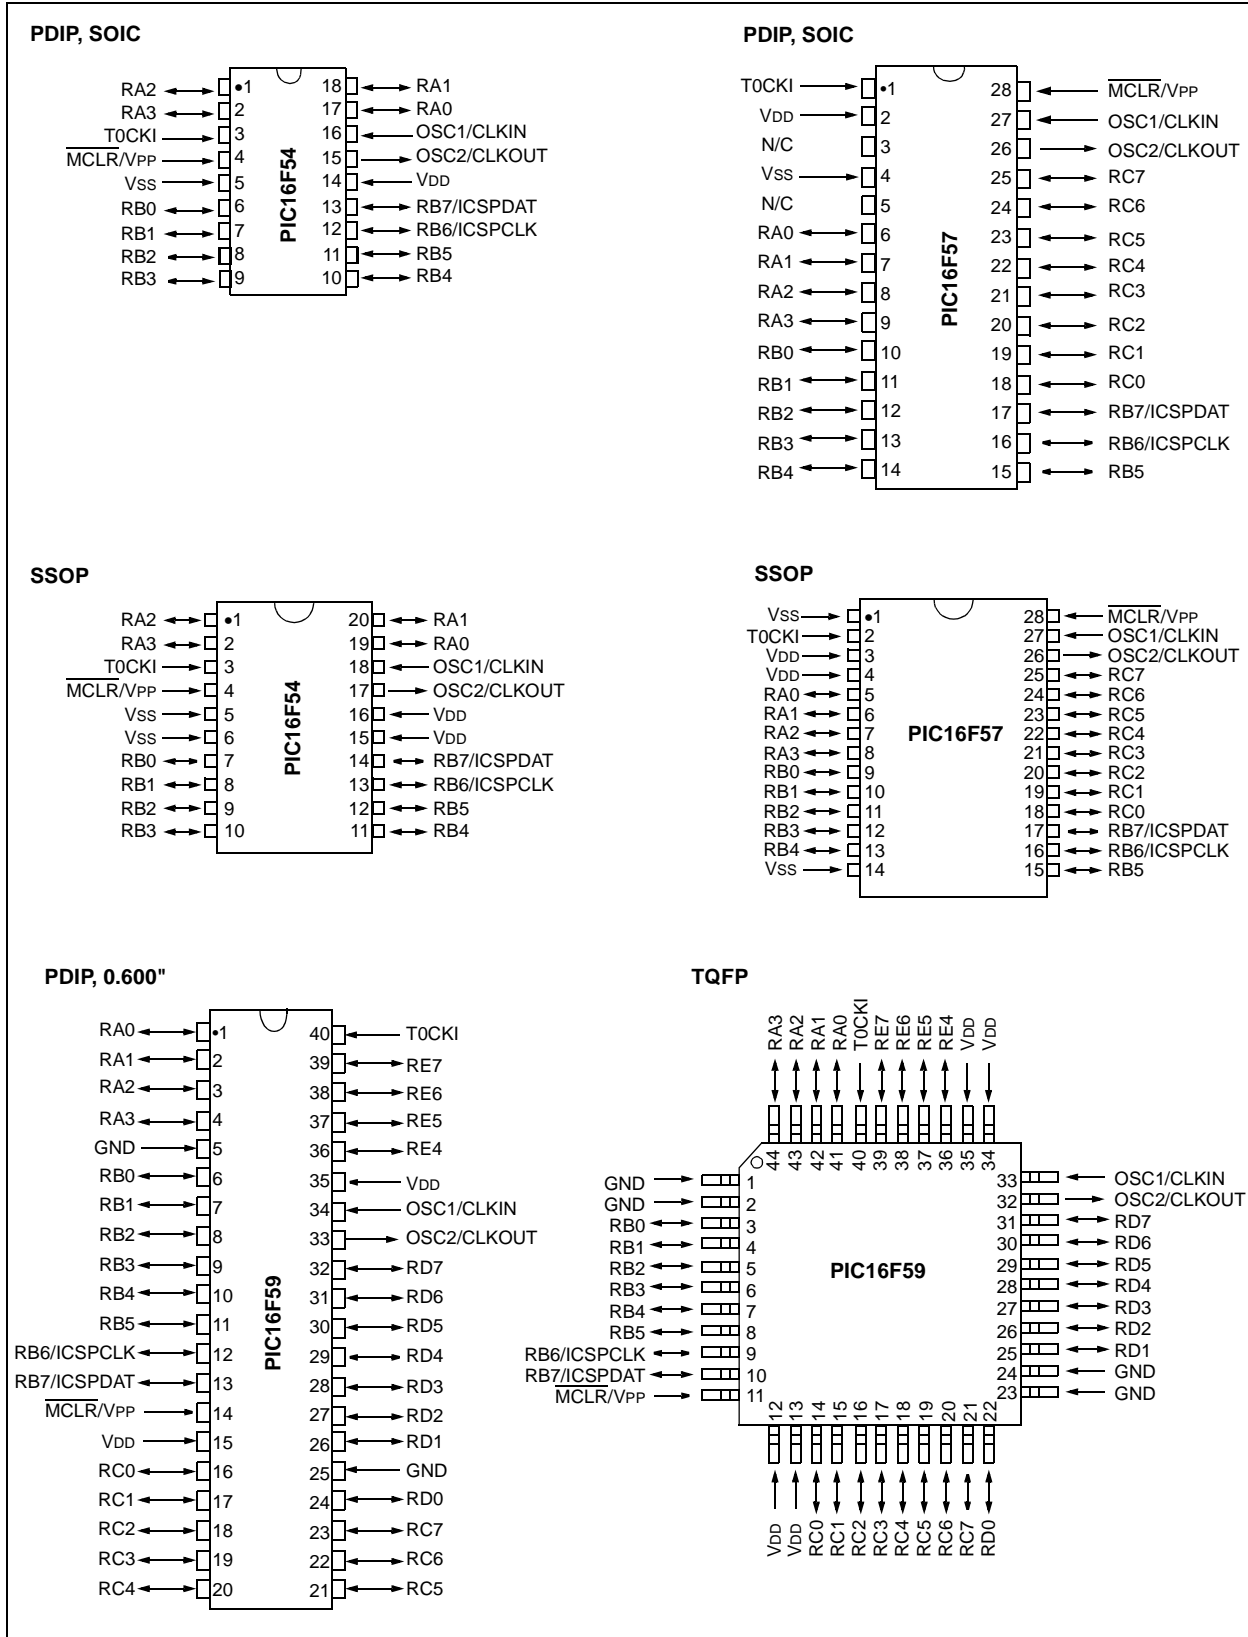 PDIP, SOIC
RA2 •1 18 RA1
RA3 2 17 RA0
T0CKI 3 16 OSC1/CLKIN
MCLR/VPP 4 15 OSC2/CLKOUT
VSS 5 14 VDD
RB0 6 13 RB7/ICSPDAT
RB1 7 12 RB6/ICSPCLK
RB2 8 11 RB5
RB3 9 10 RB4
PIC16F54
PDIP, SOIC
T0CKI •1 28 MCLR/VPP
VDD 2 27 OSC1/CLKIN
N/C 3 26 OSC2/CLKOUT
VSS 4 25 RC7
N/C 5 24 RC6
RA0 6 23 RC5
RA1 7 22 RC4
RA2 8 21 RC3
RA3 9 20 RC2
RB0 10 19 RC1
RB1 11 18 RC0
RB2 12 17 RB7/ICSPDAT
RB3 13 16 RB6/ICSPCLK
RB4 14 15 RB5
PIC16F57
SSOP
RA2 •1 20 RA1
RA3 2 19 RA0
T0CKI 3 18 OSC1/CLKIN
MCLR/VPP 4 17 OSC2/CLKOUT
VSS 5 16 VDD
VSS 6 15 VDD
RB0 7 14 RB7/ICSPDAT
RB1 8 13 RB6/ICSPCLK
RB2 9 12 RB5
RB3 10 11 RB4
PIC16F54
SSOP
VSS •1 28 MCLR/VPP
T0CKI 2 27 OSC1/CLKIN
VDD 3 26 OSC2/CLKOUT
VDD 4 25 RC7
RA0 5 24 RC6
RA1 6 23 RC5
RA2 7 22 RC4
RA3 8 21 RC3
RB0 9 20 RC2
RB1 10 19 RC1
RB2 11 18 RC0
RB3 12 17 RB7/ICSPDAT
RB4 13 16 RB6/ICSPCLK
VSS 14 15 RB5
PIC16F57
PDIP, 0.600"
RA0 •1 40 T0CKI
RA1 2 39 RE7
RA2 3 38 RE6
RA3 4 37 RE5
GND 5 36 RE4
RB0 6 35 VDD
RB1 7 34 OSC1/CLKIN
RB2 8 33 OSC2/CLKOUT
RB3 9 32 RD7
RB4 10 31 RD6
RB5 11 30 RD5
RB6/ICSPCLK 12 29 RD4
RB7/ICSPDAT 13 28 RD3
MCLR/VPP 14 27 RD2
VDD 15 26 RD1
RC0 16 25 GND
RC1 17 24 RD0
RC2 18 23 RC7
RC3 19 22 RC6
RC4 20 21 RC5
PIC16F59
TQFP
RA3 RA2 RA1 RA0 T0CKI RE7 RE6 RE5 RE4 VDD VDD
44 43 42 41 40 39 38 37 36 35 34
GND 1 33 OSC1/CLKIN
GND 2 32 OSC2/CLKOUT
RB0 3 31 RD7
RB1 4 30 RD6
RB2 5 29 RD5
RB3 6 28 RD4
RB4 7 27 RD3
RB5 8 26 RD2
RB6/ICSPCLK 9 25 RD1
RB7/ICSPDAT 10 24 GND
MCLR/VPP 11 23 GND
PIC16F59
12 13 14 15 16 17 18 19 20 21 22
VDD VDD RC0 RC1 RC2 RC3 RC4 RC5 RC6 RC7 RD0